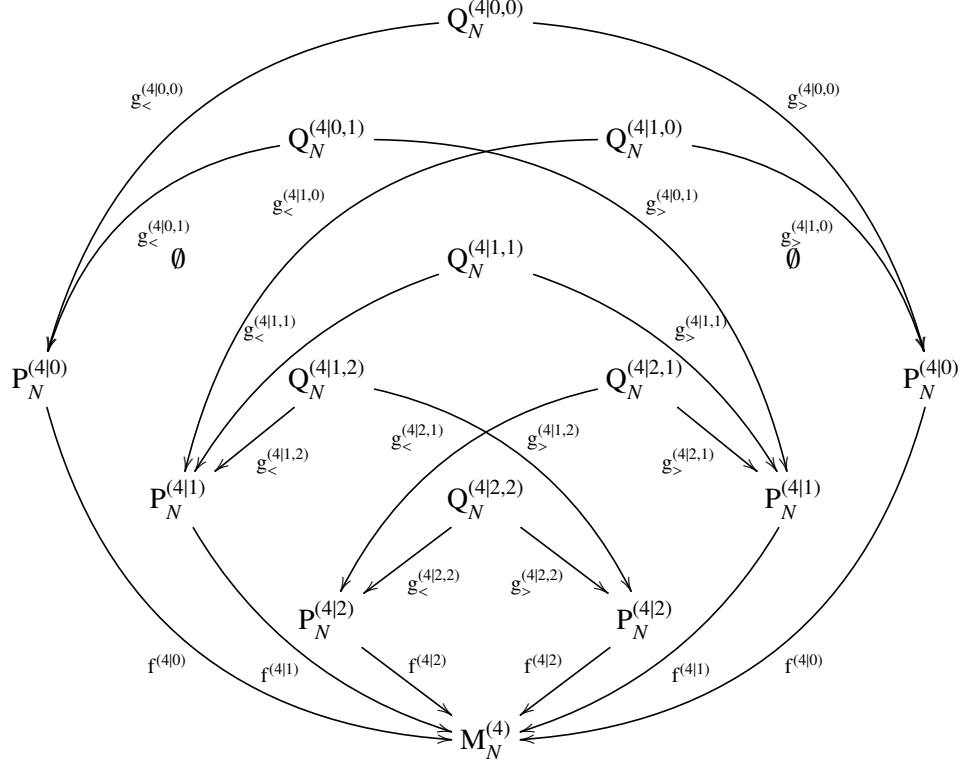 Q_N^{(4|0,0)}
g_<^{(4|0,0)} g_>^{(4|0,0)}
Q_N^{(4|0,1)} Q_N^{(4|1,0)}
g_<^{(4|1,0)} g_>^{(4|0,1)}
g_<^{(4|0,1)} g_>^{(4|1,0)}
∅ Q_N^{(4|1,1)} ∅
g_<^{(4|1,1)} g_>^{(4|1,1)}
P_N^{(4|0)} Q_N^{(4|1,2)} Q_N^{(4|2,1)} P_N^{(4|0)}
g_<^{(4|2,1)} g_>^{(4|1,2)}
g_<^{(4|1,2)} g_>^{(4|2,1)}
P_N^{(4|1)} Q_N^{(4|2,2)} P_N^{(4|1)}
g_<^{(4|2,2)} g_>^{(4|2,2)}
P_N^{(4|2)} P_N^{(4|2)}
f^{(4|0)} f^{(4|1)} f^{(4|2)} f^{(4|2)} f^{(4|1)} f^{(4|0)}
M_N^{(4)}